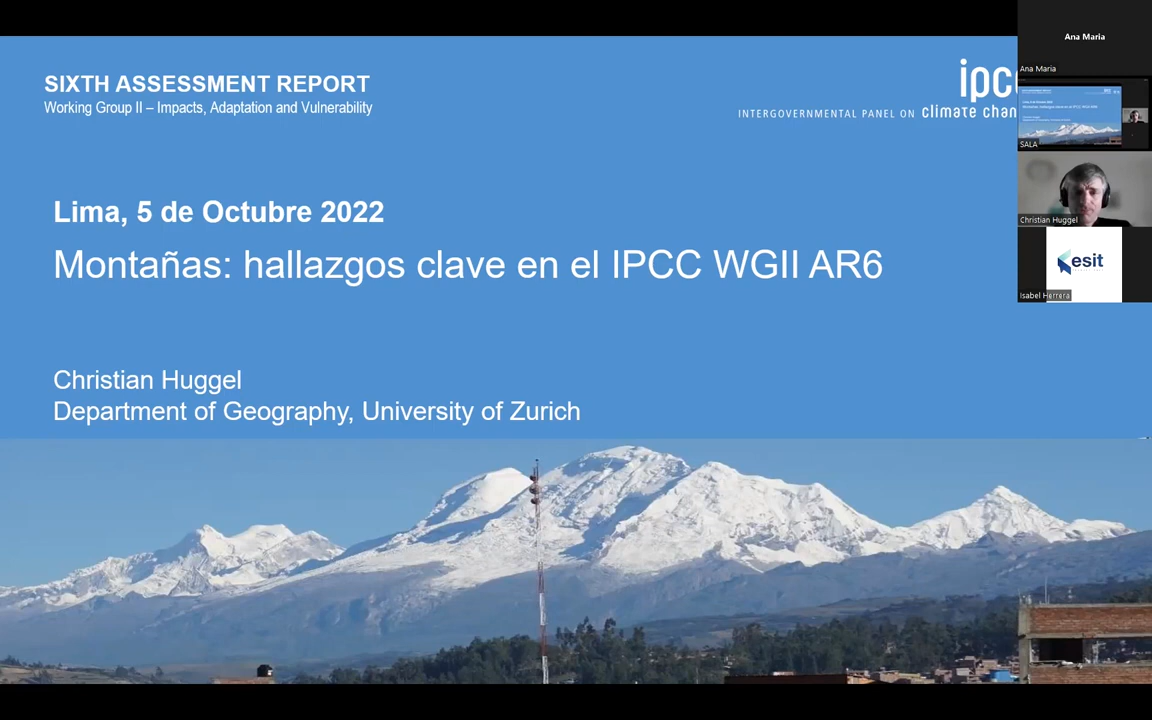 SIXTH ASSESSMENT REPORT
Working Group II – Impacts, Adaptation and Vulnerability
ipc
INTERGOVERNMENTAL PANEL ON climate chan
Lima, 5 de Octubre 2022
Montañas: hallazgos clave en el IPCC WGII AR6
Christian Huggel
Department of Geography, University of Zurich
Ana Maria
Ana Maria
SALA
Christian Huggel
esit
Isabel Herrera